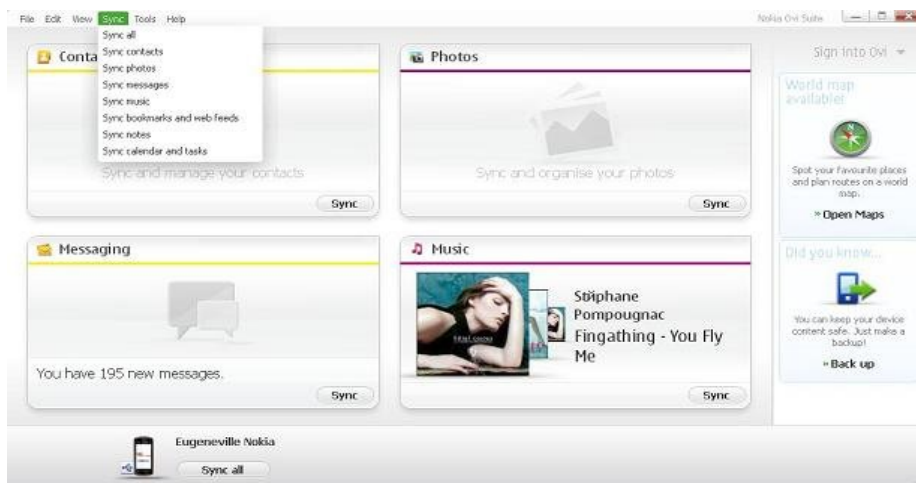 File Edit View Sync Tools Help
Nokia Ovi Suite
Sync all
Sync contacts
Sync photos
Sync messages
Sync music
Sync bookmarks and web feeds
Sync notes
Sync calendar and tasks
Conta
Sync and manage your contacts
Sync
Photos
Sync and organise your photos
Sync
Messaging
You have 195 new messages.
Sync
Music
Stйphane
Pompougnac
Fingathing - You Fly
Me
Sync
Sign into Ovi
World map
available!
Spot your favourite places
and plan routes on a world
map.
» Open Maps
Did you know...
You can keep your device
content safe. Just make a
backup!
» Back up
Eugeneville Nokia
Sync all